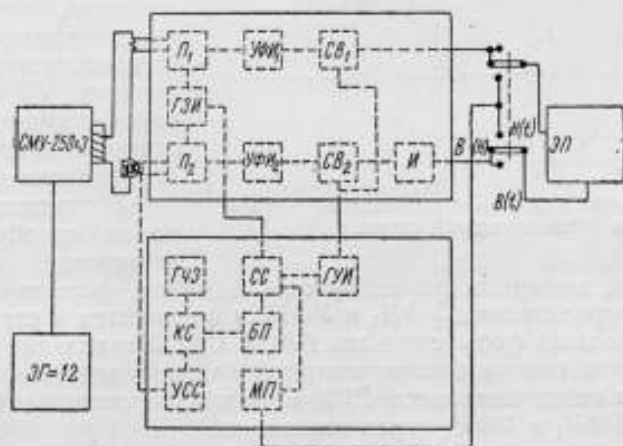 П₁ УФИ₁ СВ₁
ГЗИ
СМУ-250×3
П₂ УФИ₂ СВ₂ И
В
H(t)
B(t)
ЭП
ГЧЗ СС ГУИ
КС БП
УСС МП
ЭГ=12